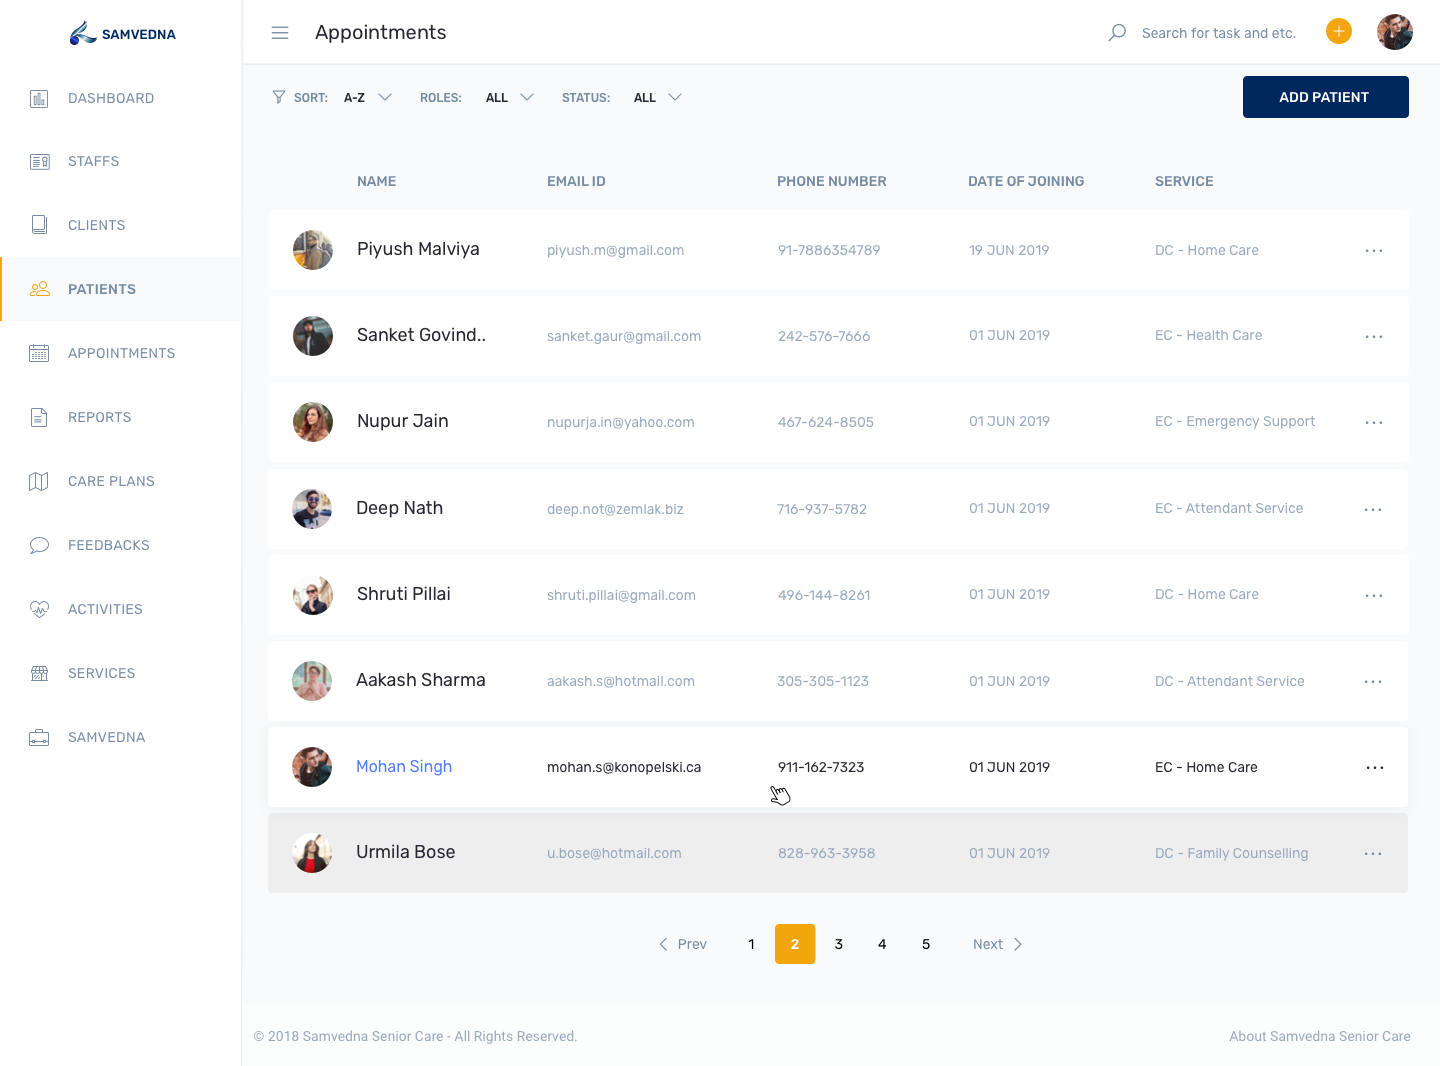 SAMVEDNA
Appointments
Search for task and etc.
DASHBOARD
STAFFS
CLIENTS
PATIENTS
APPOINTMENTS
REPORTS
CARE PLANS
FEEDBACKS
ACTIVITIES
SERVICES
SAMVEDNA
SORT: A-Z ROLES: ALL STATUS: ALL
ADD PATIENT
NAME EMAIL ID PHONE NUMBER DATE OF JOINING SERVICE
Piyush Malviya piyush.m@gmail.com 91-7886354789 19 JUN 2019 DC - Home Care ...
Sanket Govind.. sanket.gaur@gmail.com 242-576-7666 01 JUN 2019 EC - Health Care ...
Nupur Jain nupurja.in@yahoo.com 467-624-8505 01 JUN 2019 EC - Emergency Support ...
Deep Nath deep.not@zemlak.biz 716-937-5782 01 JUN 2019 EC - Attendant Service ...
Shruti Pillai shruti.pillai@gmail.com 496-144-8261 01 JUN 2019 DC - Home Care ...
Aakash Sharma aakash.s@hotmail.com 305-305-1123 01 JUN 2019 DC - Attendant Service ...
Mohan Singh mohan.s@konopelski.ca 911-162-7323 01 JUN 2019 EC - Home Care ...
Urmila Bose u.bose@hotmail.com 828-963-3958 01 JUN 2019 DC - Family Counselling ...
Prev 1 2 3 4 5 Next
© 2018 Samvedna Senior Care - All Rights Reserved.
About Samvedna Senior Care